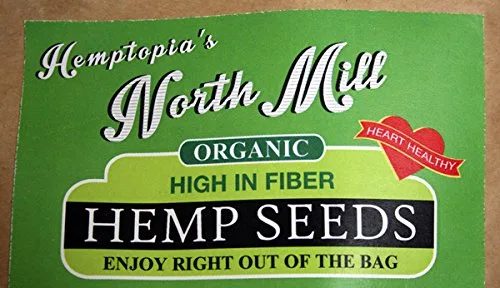 Hemptopia's
North Mill
ORGANIC
HEART HEALTHY
HIGH IN FIBER
HEMP SEEDS
ENJOY RIGHT OUT OF THE BAG